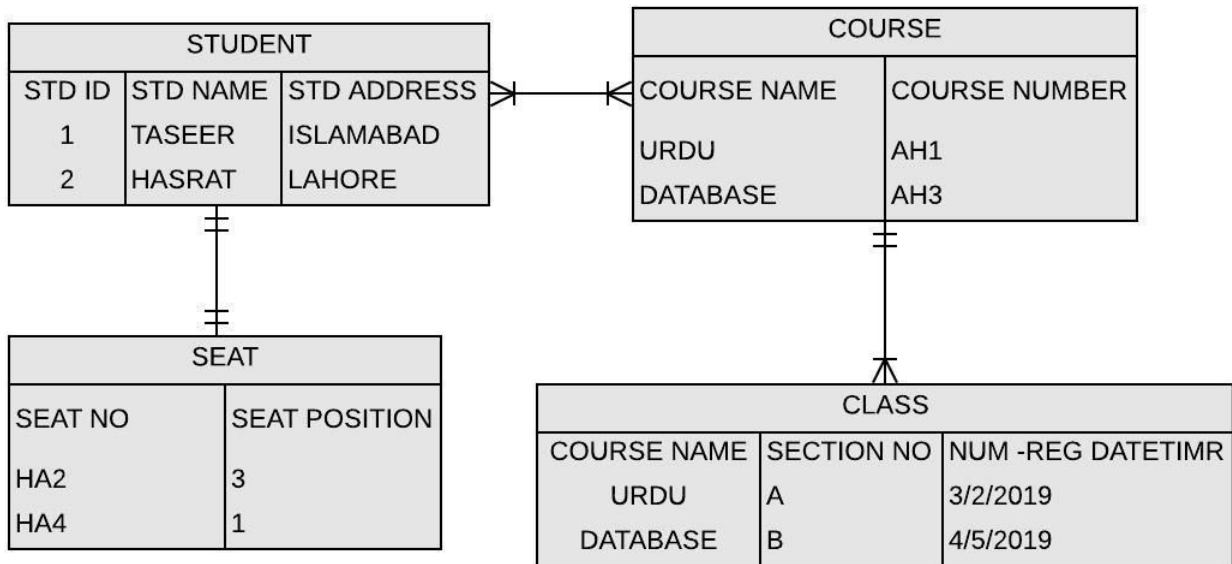 STUDENT
STD ID STD NAME STD ADDRESS
1 TASEER ISLAMABAD
2 HASRAT LAHORE
COURSE
COURSE NAME COURSE NUMBER
URDU AH1
DATABASE AH3
SEAT
SEAT NO SEAT POSITION
HA2 3
HA4 1
CLASS
COURSE NAME SECTION NO NUM -REG DATETIMR
URDU A 3/2/2019
DATABASE B 4/5/2019